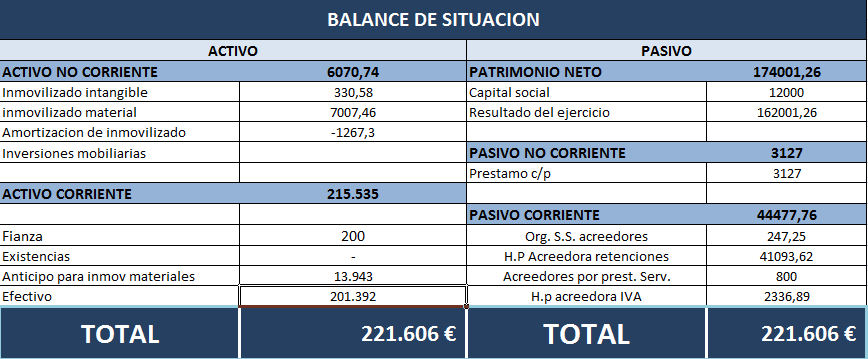 BALANCE DE SITUACION
ACTIVO PASIVO
ACTIVO NO CORRIENTE 6070,74 PATRIMONIO NETO 174001,26
Inmovilizado intangible 330,58 Capital social 12000
inmovilizado material 7007,46 Resultado del ejercicio 162001,26
Amortizacion de inmovilizado -1267,3
Inversiones mobiliarias PASIVO NO CORRIENTE 3127
Prestamo c/p 3127
ACTIVO CORRIENTE 215.535
PASIVO CORRIENTE 44477,76
Fianza 200 Org. S.S. acreedores 247,25
Existencias - H.P Acreedora retenciones 41093,62
Anticipo para inmov materiales 13.943 Acreedores por prest. Serv. 800
Efectivo 201.392 H.p acreedora IVA 2336,89
TOTAL 221.606 € TOTAL 221.606 €